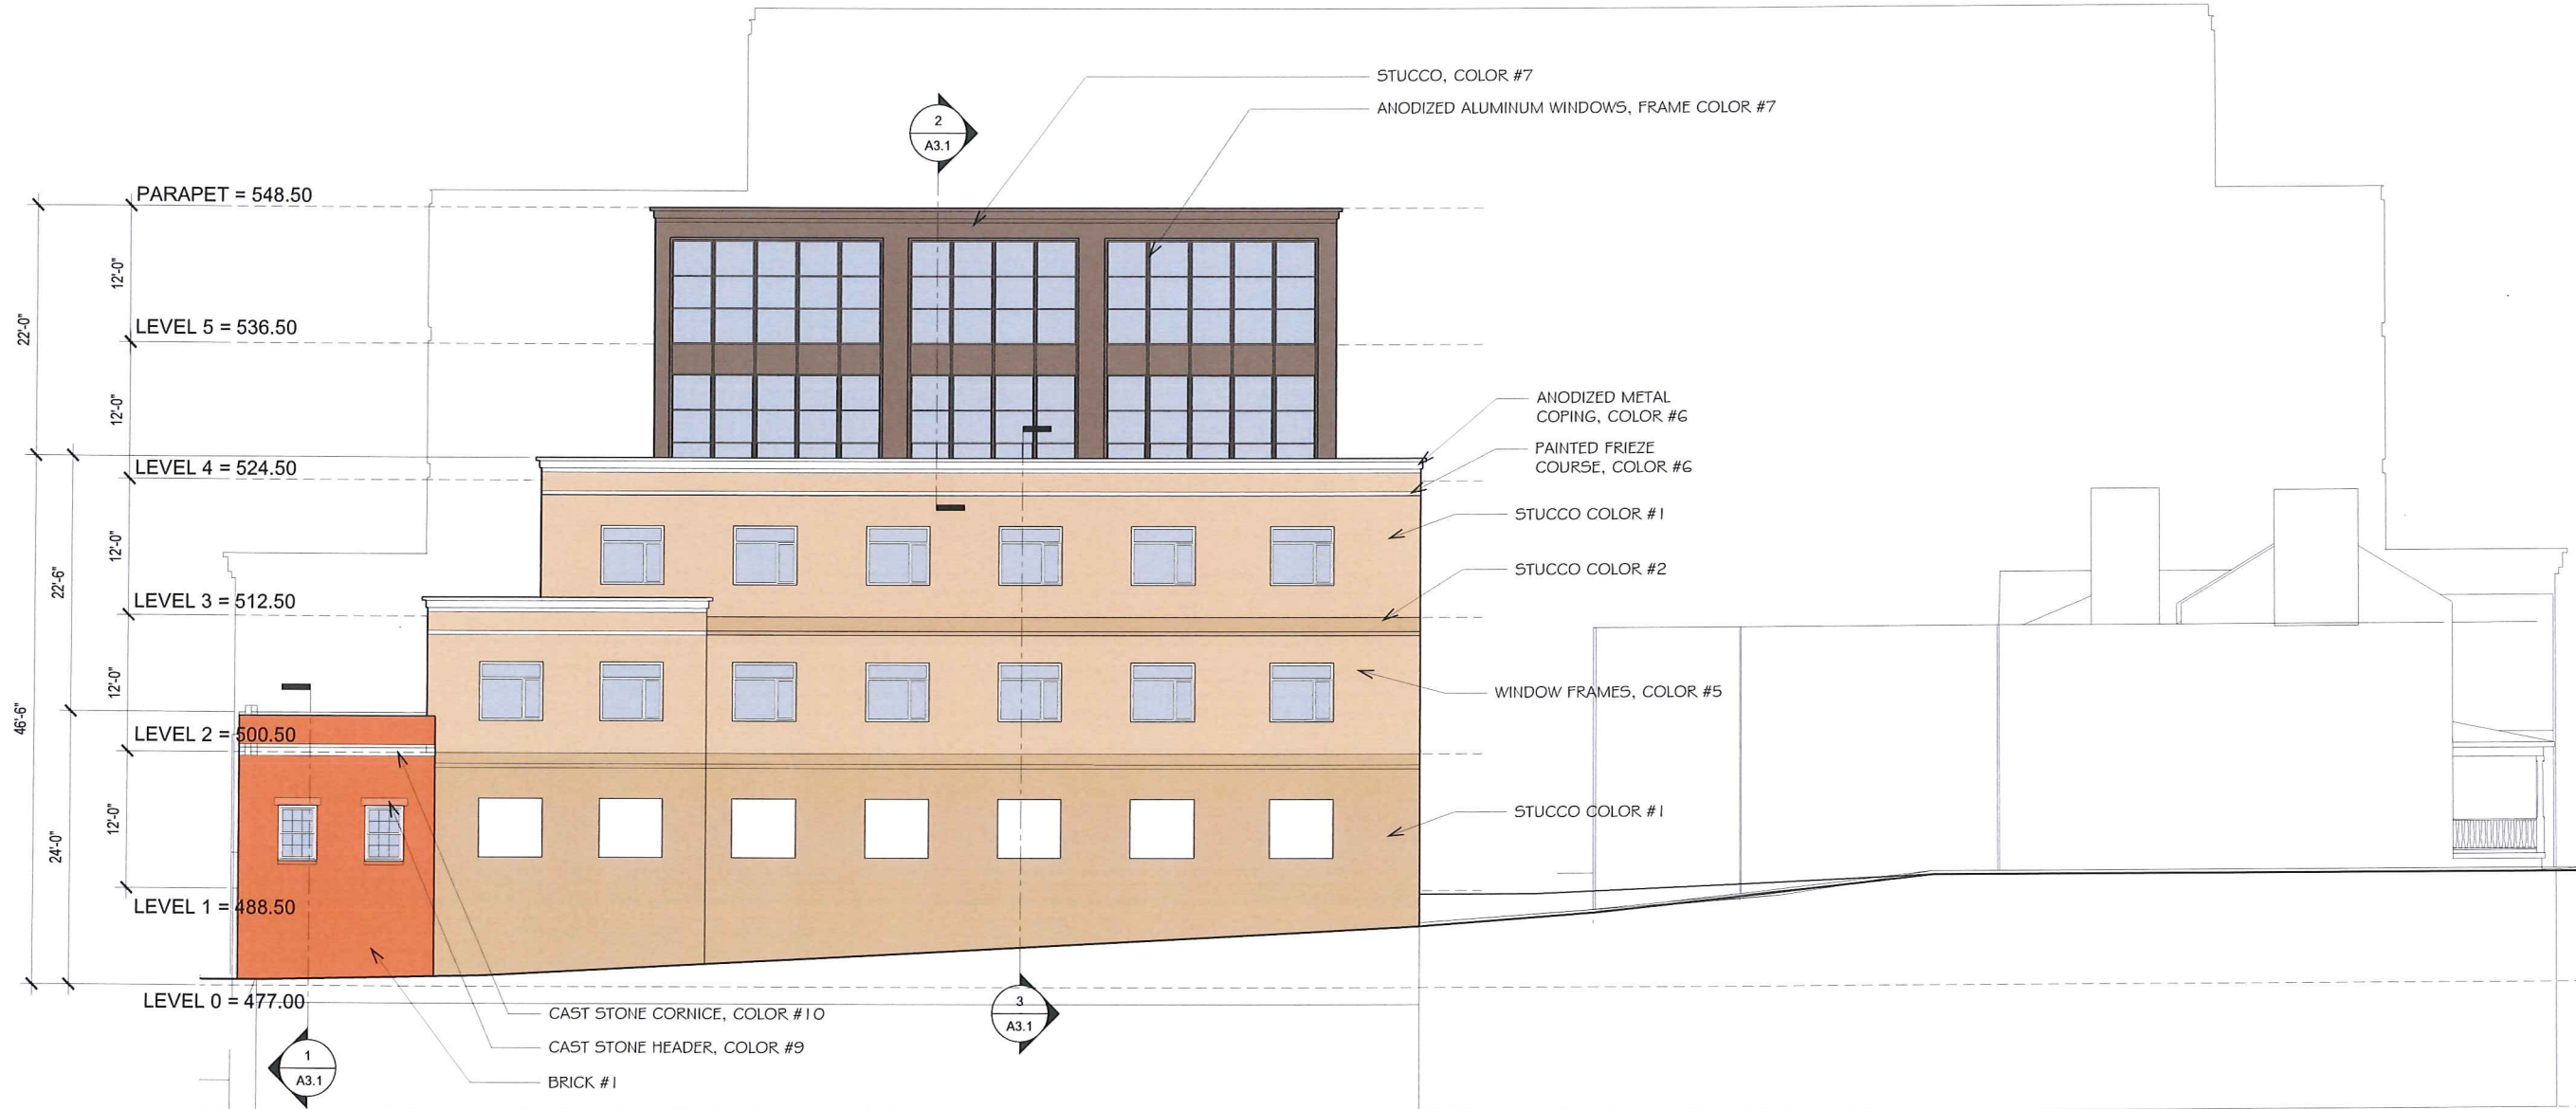 STUCCO, COLOR #7
ANODIZED ALUMINUM WINDOWS, FRAME COLOR #7
2
A3.1
PARAPET = 548.50
12'-0"
22'-0"
LEVEL 5 = 536.50
12'-0"
ANODIZED METAL
COPING, COLOR #6
PAINTED FRIEZE
COURSE, COLOR #6
LEVEL 4 = 524.50
STUCCO COLOR #1
12'-0"
22'-6"
STUCCO COLOR #2
LEVEL 3 = 512.50
12'-0"
WINDOW FRAMES, COLOR #5
46'-6"
LEVEL 2 = 500.50
12'-0"
24'-0"
STUCCO COLOR #1
LEVEL 1 = 488.50
LEVEL 0 = 477.00
CAST STONE CORNICE, COLOR #10
3
A3.1
CAST STONE HEADER, COLOR #9
1
A3.1
BRICK #1